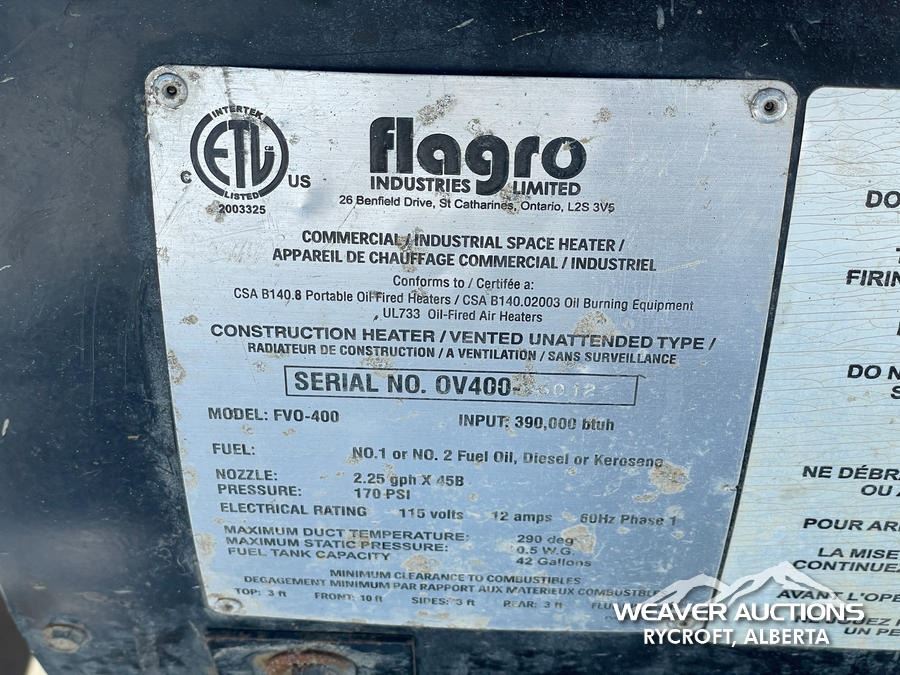 INTERTEK
ETL
CM
LISTED
C US
2003325
flagro
INDUSTRIES LIMITED
26 Benfield Drive, St Catharines, Ontario, L2S 3V5
COMMERCIAL / INDUSTRIAL SPACE HEATER /
APPAREIL DE CHAUFFAGE COMMERCIAL / INDUSTRIEL
Conforms to / Certifée a:
CSA B140.8 Portable Oil Fired Heaters / CSA B140.02003 Oil Burning Equipment
UL733 Oil-Fired Air Heaters
CONSTRUCTION HEATER / VENTED UNATTENDED TYPE /
RADIATEUR DE CONSTRUCTION / A VENTILATION / SANS SURVEILLANCE
SERIAL NO. OV400-
MODEL: FVO-400 INPUT: 390,000 btuh
FUEL: NO.1 or NO. 2 Fuel Oil, Diesel or Kerosene
NOZZLE: 2.25 gph X 45B
PRESSURE: 170 PSI
ELECTRICAL RATING 115 volts 12 amps 60Hz Phase 1
MAXIMUM DUCT TEMPERATURE: 290 deg
MAXIMUM STATIC PRESSURE: 0.5 W.G.
FUEL TANK CAPACITY 42 Gallons
MINIMUM CLEARANCE TO COMBUSTIBLES
DEGAGEMENT MINIMUM PAR RAPPORT AUX MATERIEUX COMBUSTIBLE
TOP: 3 ft FRONT: 10 ft SIDES: 3 ft REAR: 3 ft
DO
FIRIN
DO N
S
NE DÉBR
OU A
POUR AR
LA MISE
CONTINUE
AVANT L'OPE
UN PE
WEAVER AUCTIONS
RYCROFT, ALBERTA